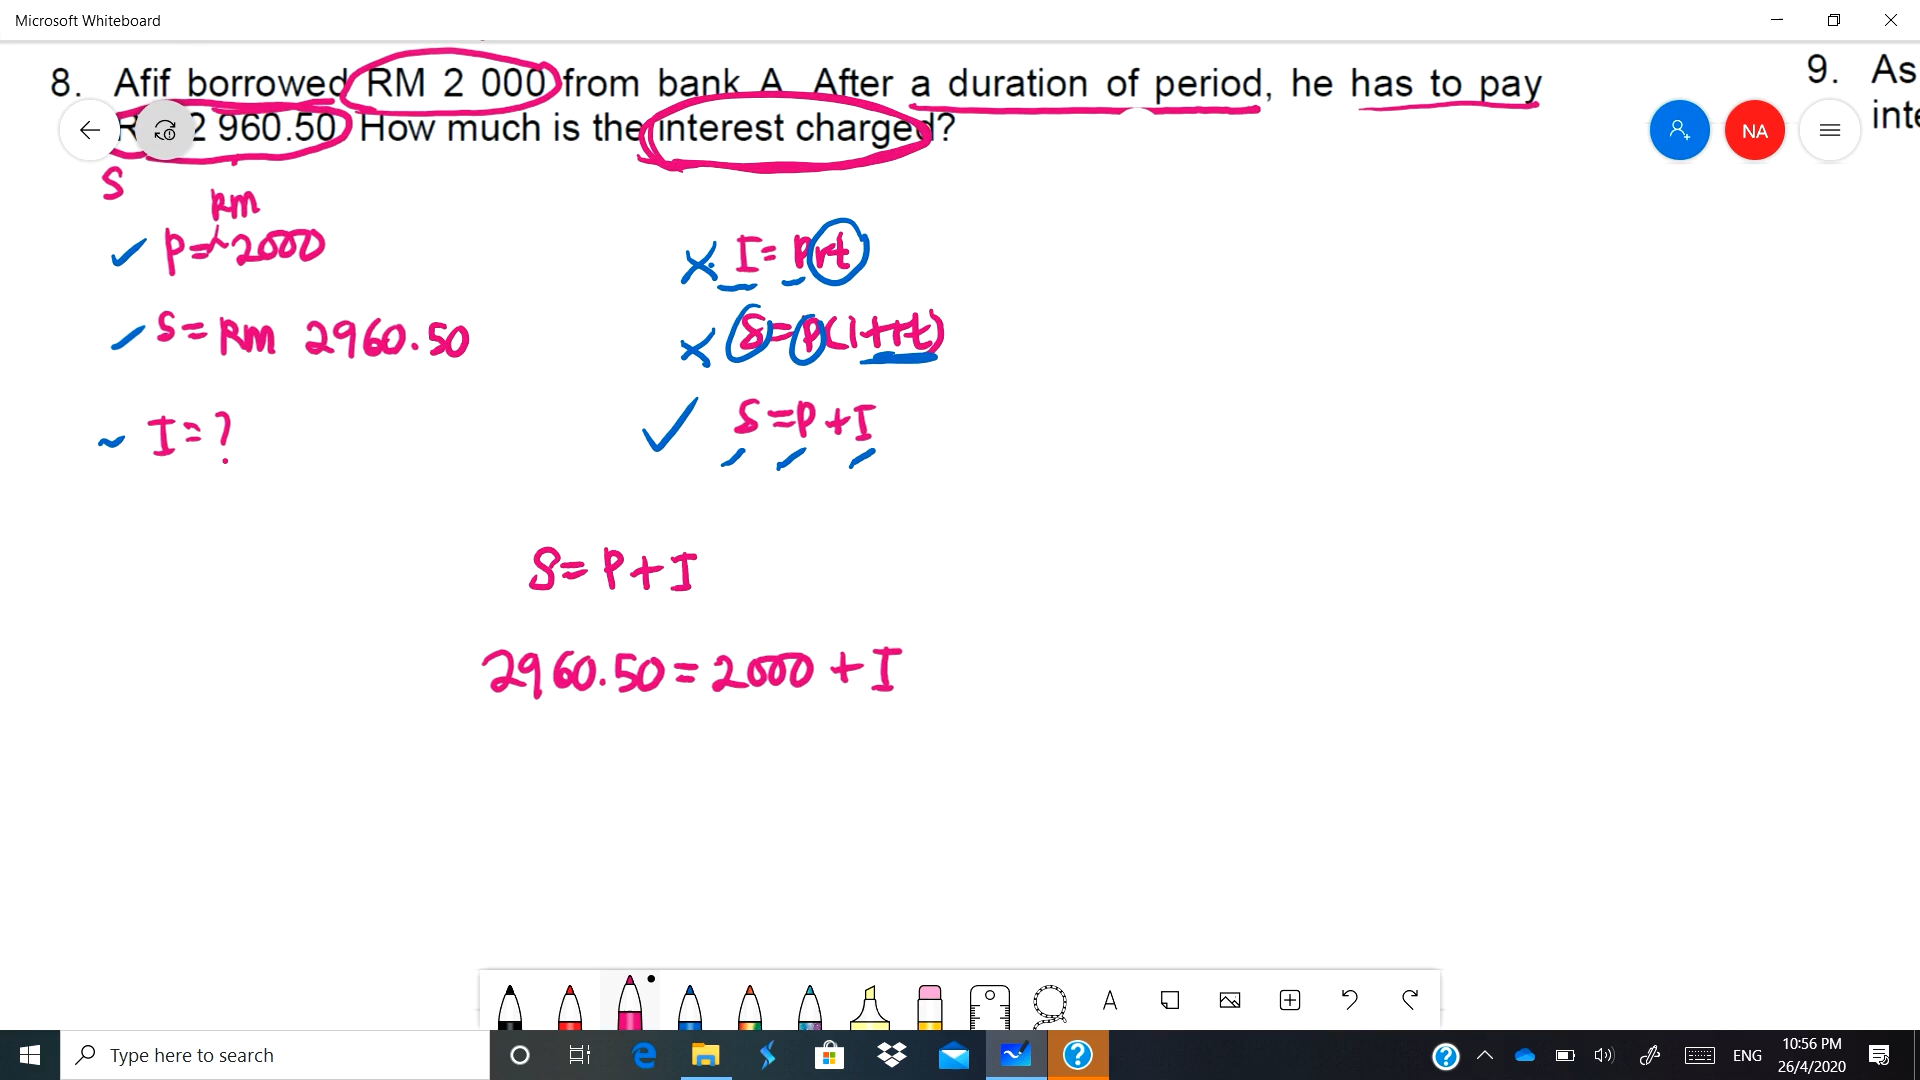 Microsoft Whiteboard
8. Afif borrowed RM 2 000 from bank A. After a duration of period, he has to pay
2 960.50 How much is the interest charged?
9. As
inte
NA
S
RM
P = 2000
S = RM 2960.50
I = ?
I = Prt
S = P(1+rt)
S = P + I
S = P + I
2960.50 = 2000 + I
Type here to search
ENG
10:56 PM
26/4/2020